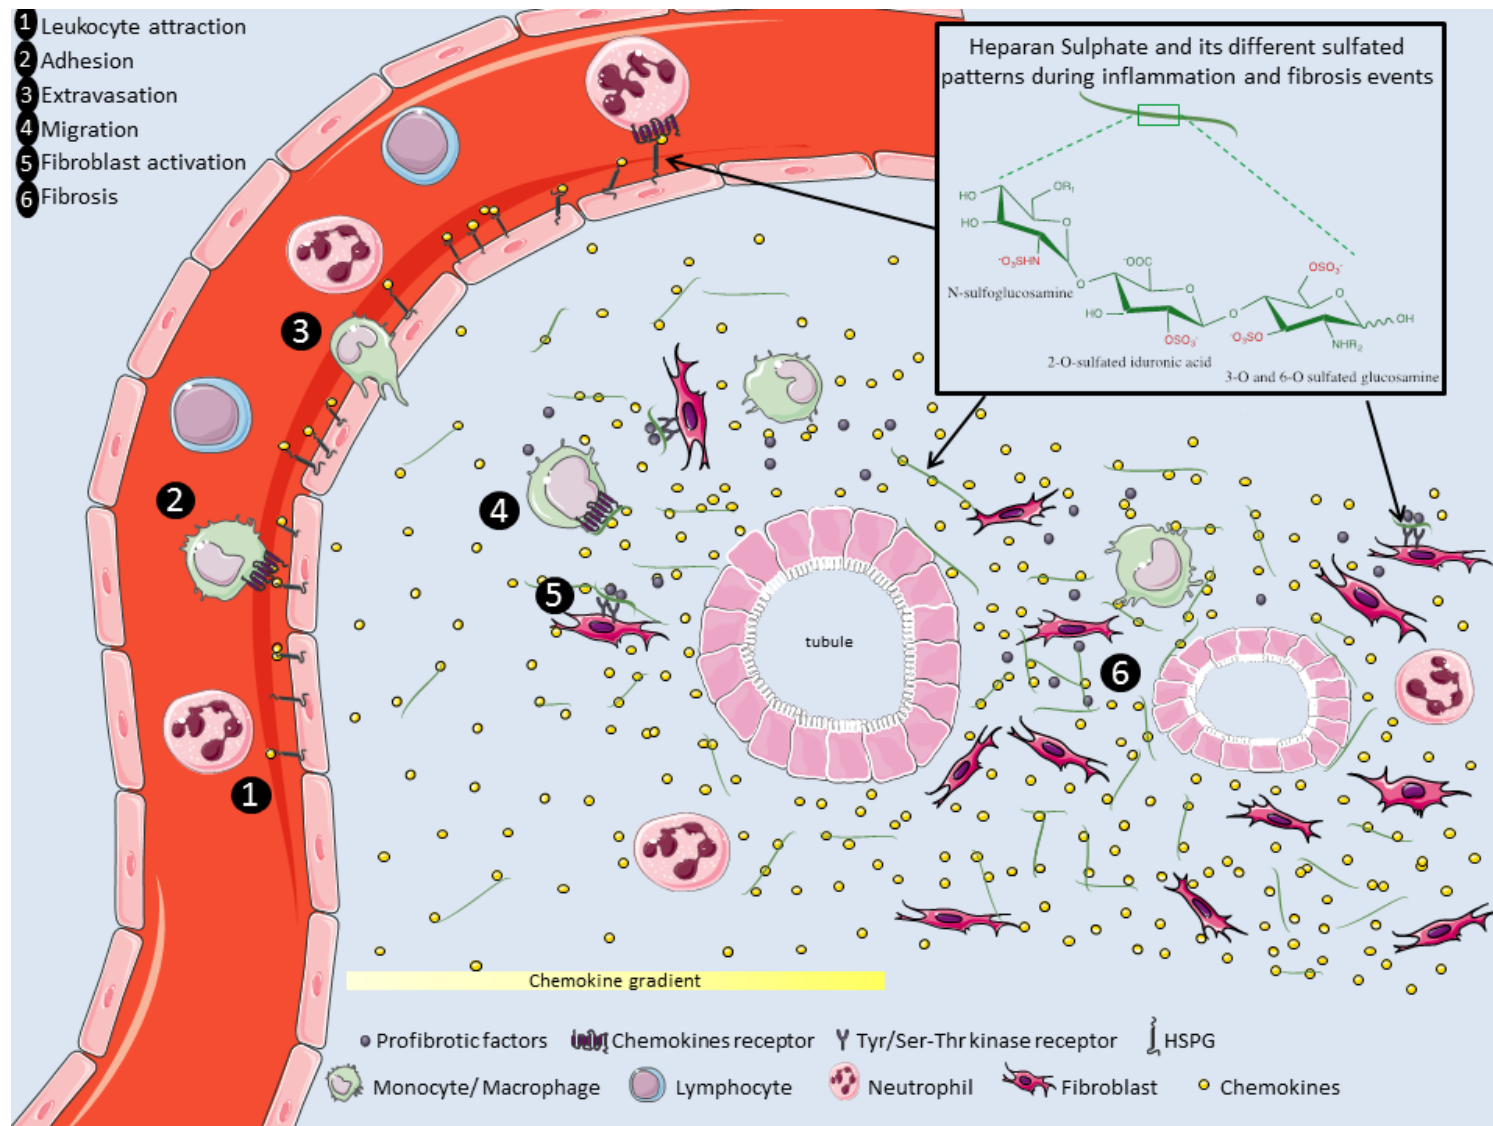 1 Leukocyte attraction
2 Adhesion
3 Extravasation
4 Migration
5 Fibroblast activation
6 Fibrosis
Heparan Sulphate and its different sulfated
patterns during inflammation and fibrosis events
HO
OR₁
HO
O
⁻O₃SHN
N-sulfoglucosamine
O
⁻OOC
O
HO
OSO₃⁻
2-O-sulfated iduronic acid
O
OSO₃⁻
O
⁻O₃SO
NHR₂
OH
3-O and 6-O sulfated glucosamine
3
2
4
5
tubule
6
1
Chemokine gradient
Profibrotic factors
Chemokines receptor
Tyr/Ser-Thr kinase receptor
HSPG
Monocyte/ Macrophage
Lymphocyte
Neutrophil
Fibroblast
Chemokines